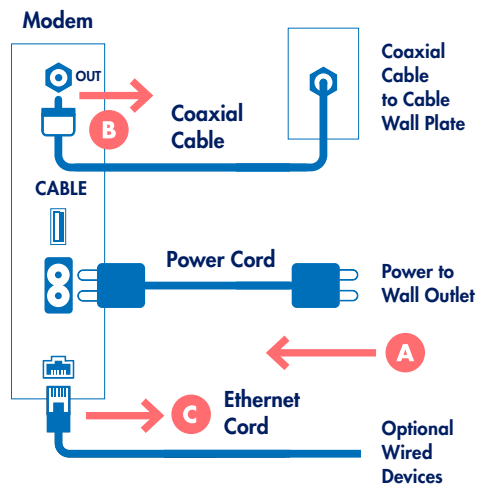 Modem
OUT
B
Coaxial
Cable
Coaxial
Cable
to Cable
Wall Plate
CABLE
Power Cord
Power to
Wall Outlet
A
C
Ethernet
Cord
Optional
Wired
Devices